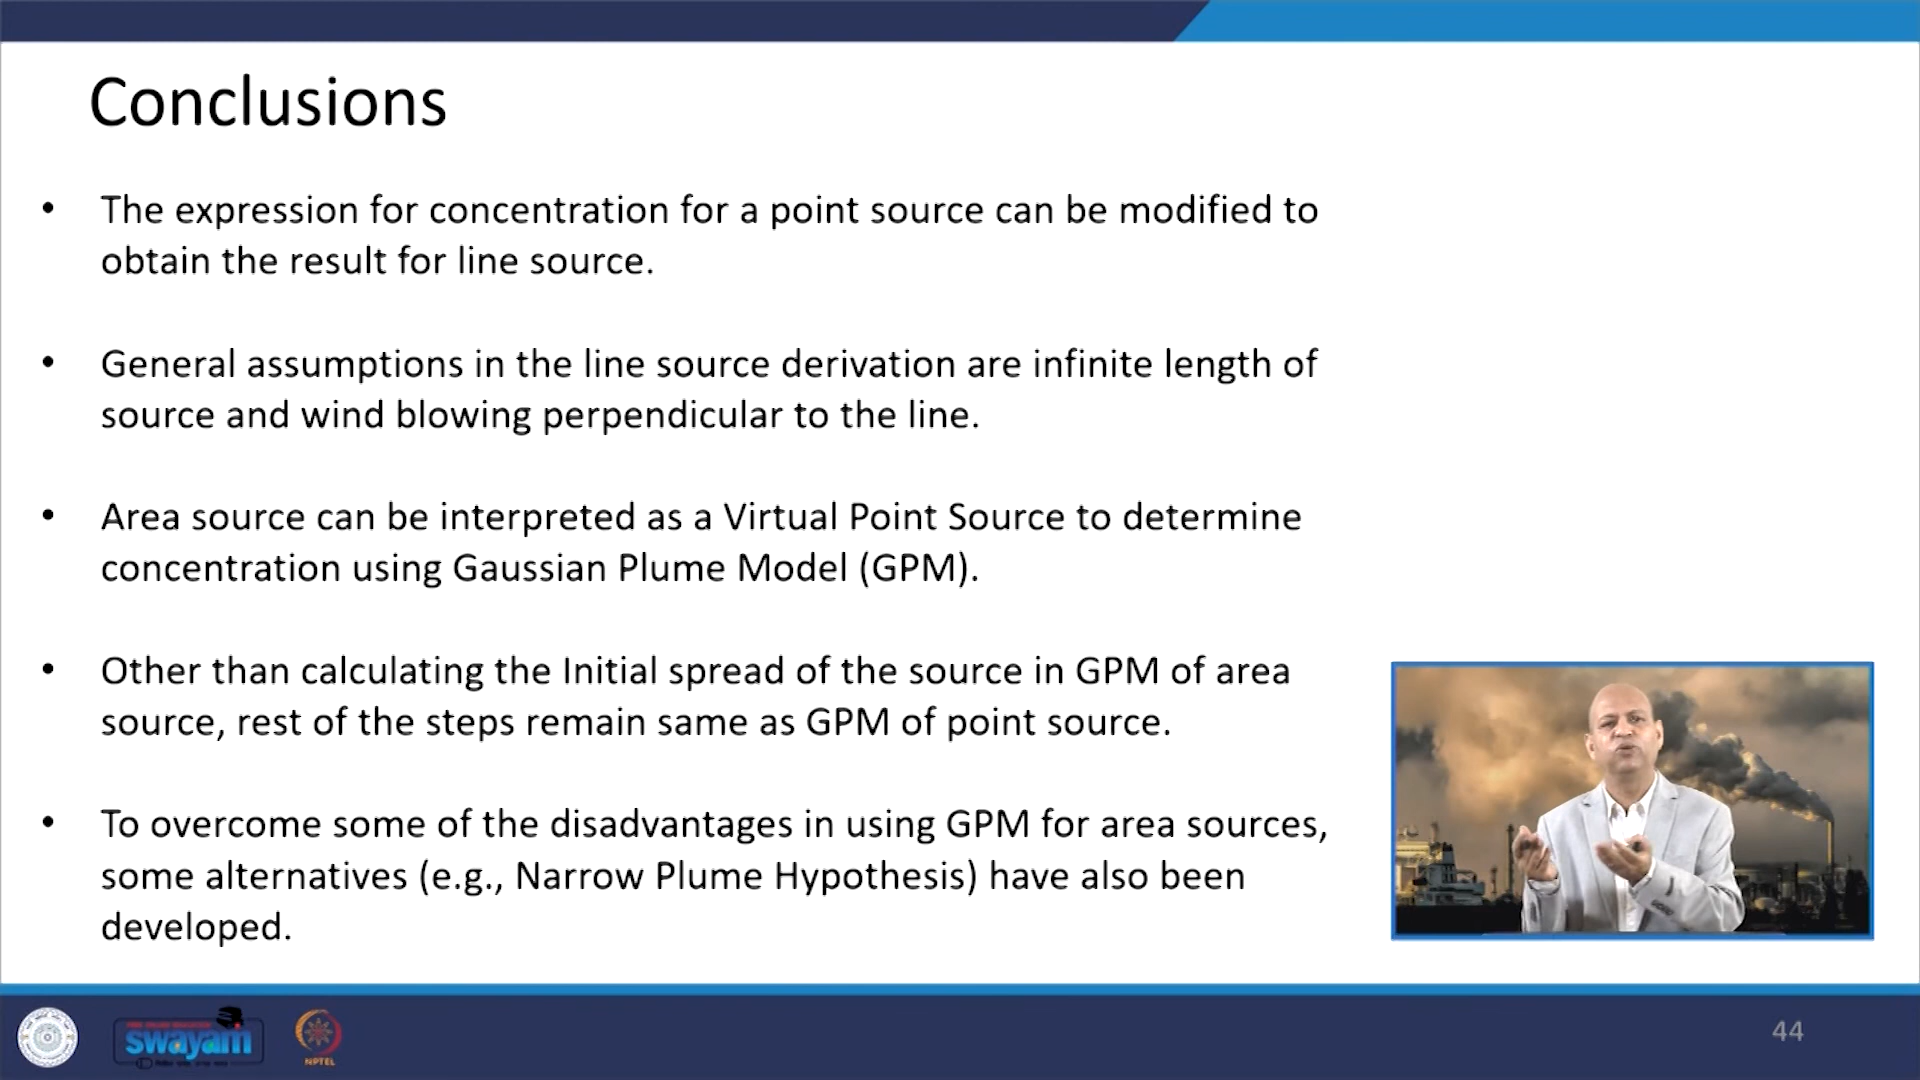 Conclusions
• The expression for concentration for a point source can be modified to
obtain the result for line source.
• General assumptions in the line source derivation are infinite length of
source and wind blowing perpendicular to the line.
• Area source can be interpreted as a Virtual Point Source to determine
concentration using Gaussian Plume Model (GPM).
• Other than calculating the Initial spread of the source in GPM of area
source, rest of the steps remain same as GPM of point source.
• To overcome some of the disadvantages in using GPM for area sources,
some alternatives (e.g., Narrow Plume Hypothesis) have also been
developed.
swayam
NPTEL
44